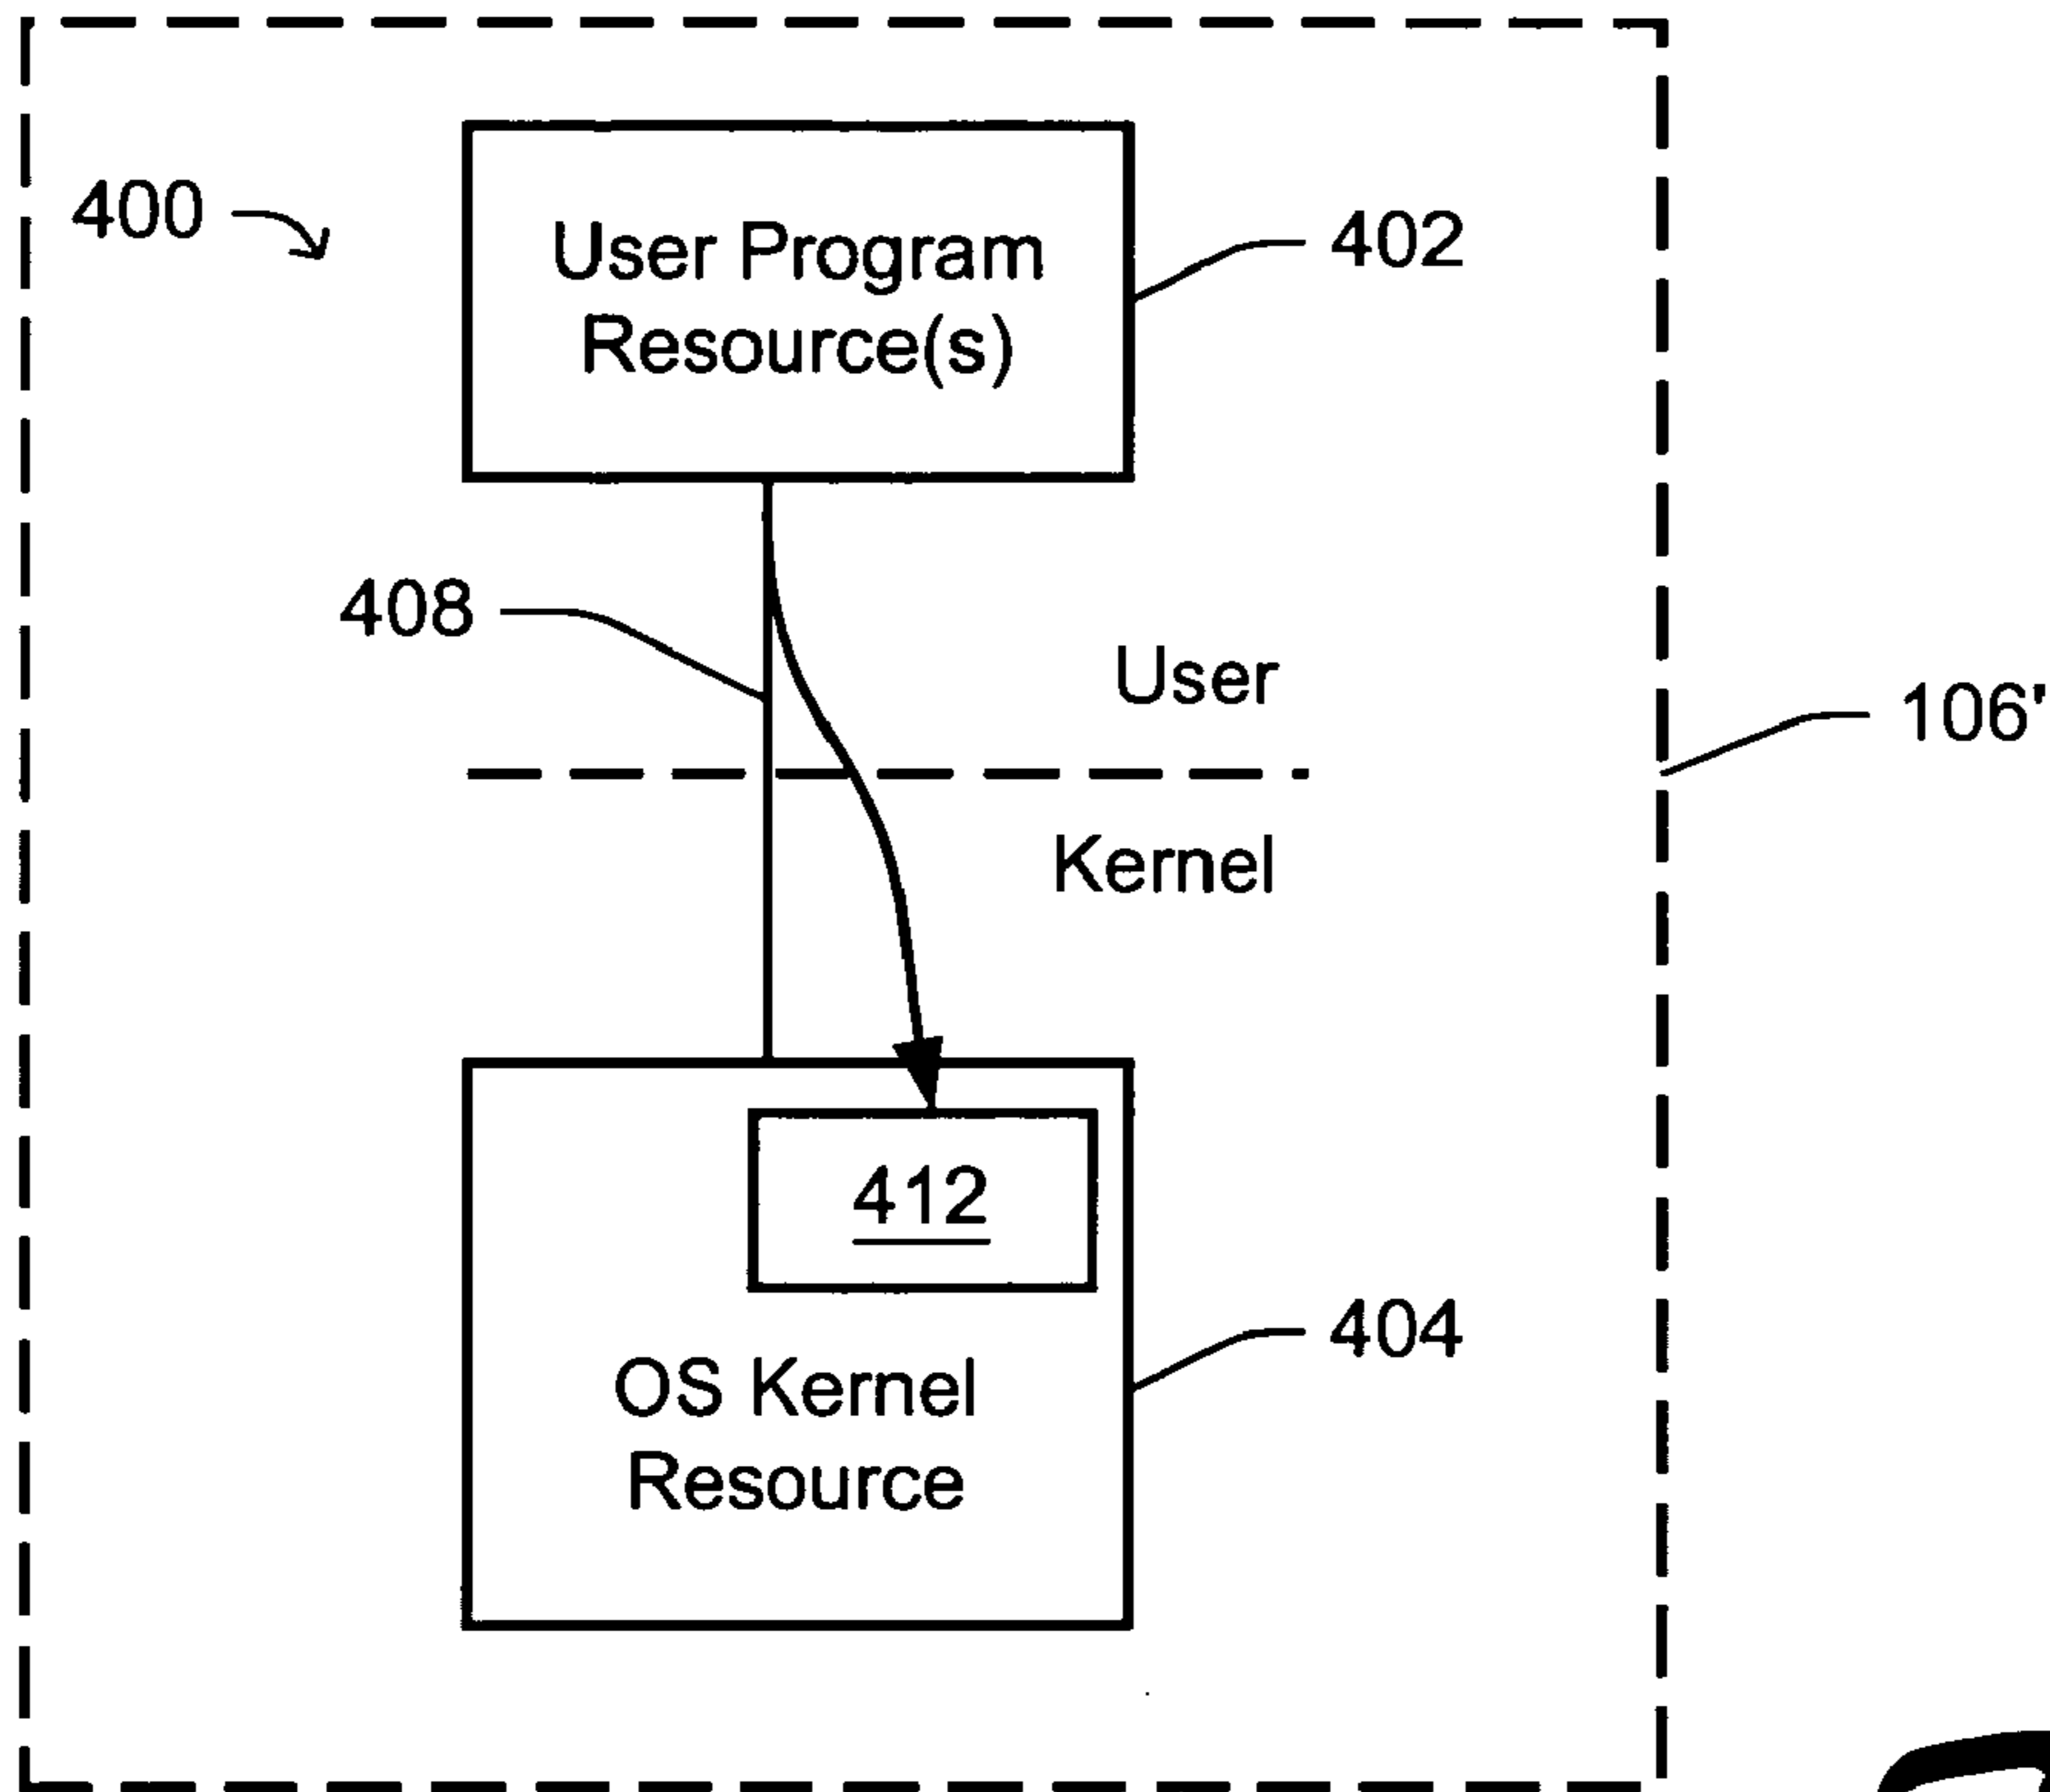 400
User Program
Resource(s)
402
408
User
106'
Kernel
412
404
OS Kernel
Resource